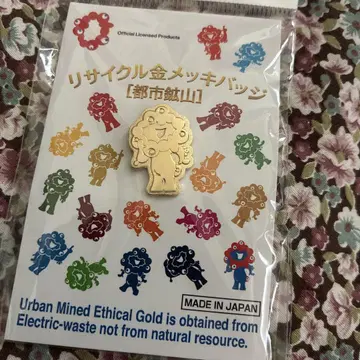 Official Licensed Products
リサイクル金メッキバッジ
[都市鉱山]
MADE IN JAPAN
Urban Mined Ethical Gold is obtained from
Electric-waste not from natural resource.